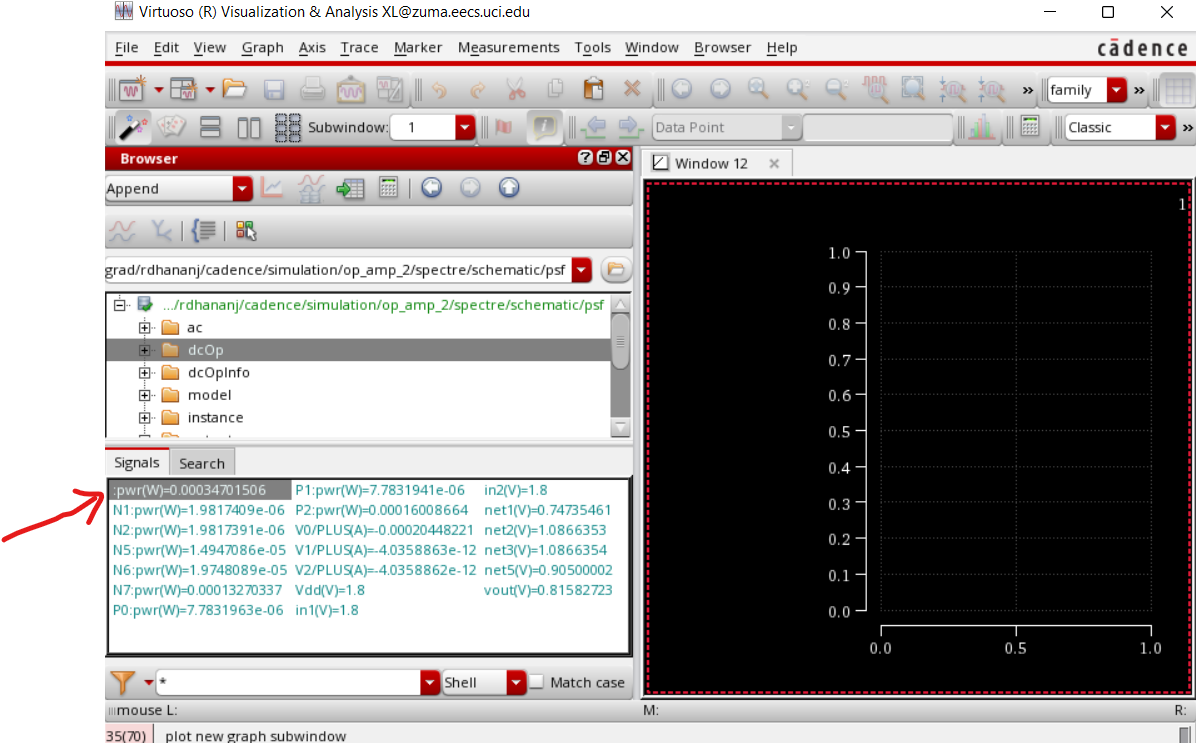 Virtuoso (R) Visualization & Analysis XL@zuma.eecs.uci.edu
File Edit View Graph Axis Trace Marker Measurements Tools Window Browser Help
cādence
» family »
Subwindow: 1 Data Point Classic »
Browser
Window 12
Append
grad/rdhananj/cadence/simulation/op_amp_2/spectre/schematic/psf
.../rdhananj/cadence/simulation/op_amp_2/spectre/schematic/psf
ac
dcOp
dcOpInfo
model
instance
Signals Search
:pwr(W)=0.00034701506 P1:pwr(W)=7.7831941e-06 in2(V)=1.8
N1:pwr(W)=1.9817409e-06 P2:pwr(W)=0.00016008664 net1(V)=0.74735461
N2:pwr(W)=1.9817391e-06 V0/PLUS(A)=-0.00020448221 net2(V)=1.0866353
N5:pwr(W)=1.4947086e-05 V1/PLUS(A)=-4.0358863e-12 net3(V)=1.0866354
N6:pwr(W)=1.9748089e-05 V2/PLUS(A)=-4.0358862e-12 net5(V)=0.90500002
N7:pwr(W)=0.00013270337 Vdd(V)=1.8 vout(V)=0.81582723
P0:pwr(W)=7.7831963e-06 in1(V)=1.8
* Shell Match case
1
1.0
0.9
0.8
0.7
0.6
0.5
0.4
0.3
0.2
0.1
0.0
0.0 0.5 1.0
mouse L: M: R:
35(70) plot new graph subwindow